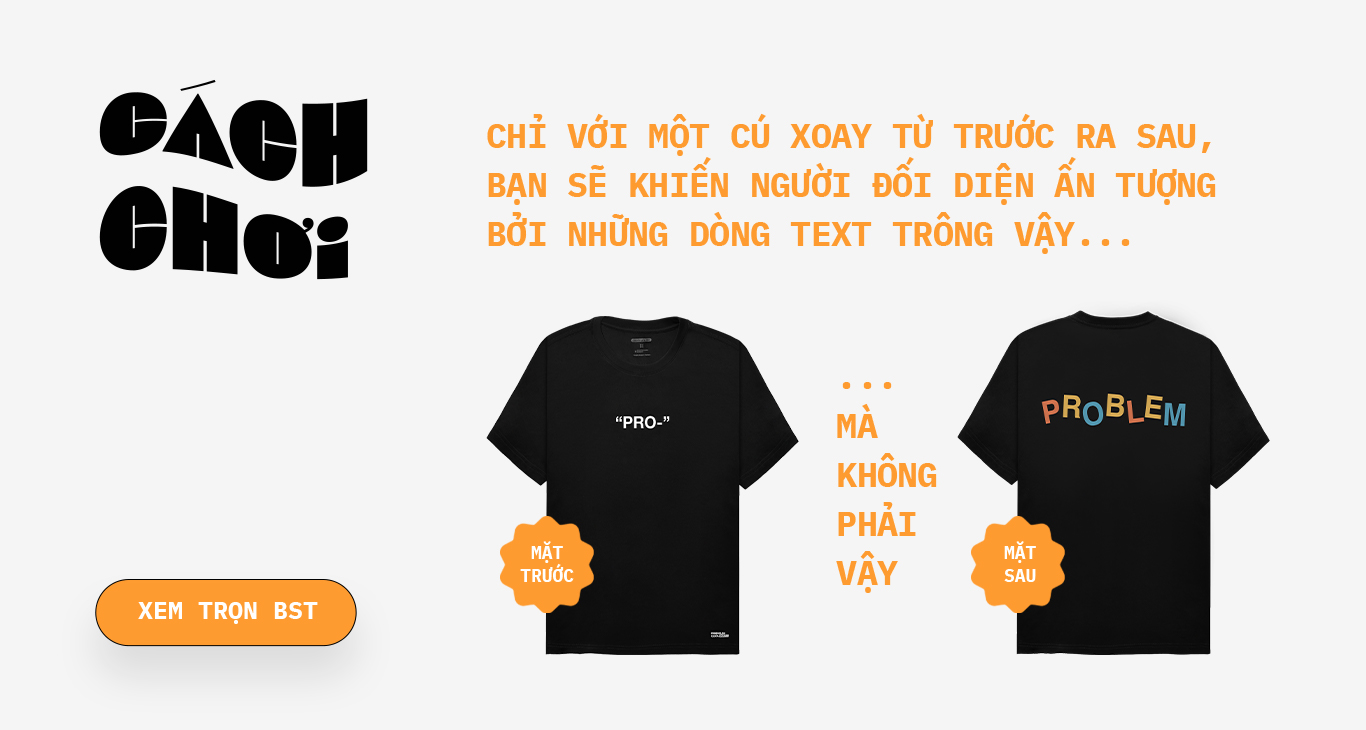 CÁCH
CHƠi
CHỈ VỚI MỘT CÚ XOAY TỪ TRƯỚC RA SAU,
BẠN SẼ KHIẾN NGƯỜI ĐỐI DIỆN ẤN TƯỢNG
BỞI NHỮNG DÒNG TEXT TRÔNG VẬY...
“PRO-”
MẶT
TRƯỚC
...
MÀ
KHÔNG
PHẢI
VẬY
PROBLEM
MẶT
SAU
XEM TRỌN BST